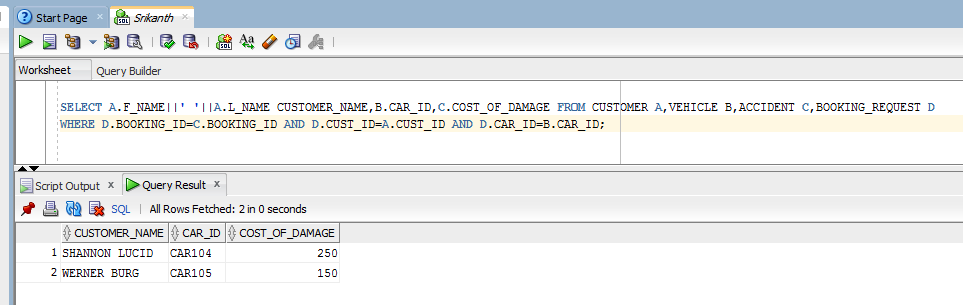 Start Page
Srikanth
SQL
Aa
Worksheet Query Builder
SELECT A.F_NAME||' '||A.L_NAME CUSTOMER_NAME,B.CAR_ID,C.COST_OF_DAMAGE FROM CUSTOMER A,VEHICLE B,ACCIDENT C,BOOKING_REQUEST D
WHERE D.BOOKING_ID=C.BOOKING_ID AND D.CUST_ID=A.CUST_ID AND D.CAR_ID=B.CAR_ID;
Script Output x Query Result x
SQL | All Rows Fetched: 2 in 0 seconds
CUSTOMER_NAME CAR_ID COST_OF_DAMAGE
1 SHANNON LUCID CAR104 250
2 WERNER BURG CAR105 150